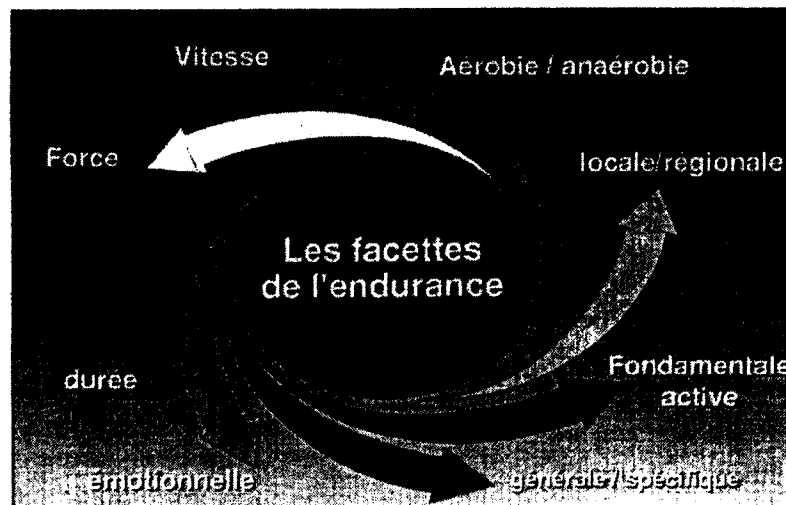 Vitesse
Aérobie / anaérobie
Force
locale/régionale
Les facettes
de l'endurance
durée
Fondamentale
active
émotionnelle
générale / spécifique